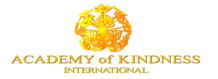 ACADEMY of KINDNESS
INTERNATIONAL